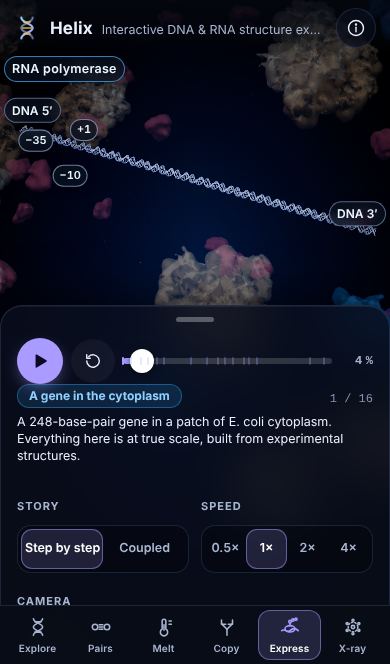 Helix Interactive DNA & RNA structure ex...
RNA polymerase
DNA 5′
+1
−35
−10
DNA 3′
4 %
A gene in the cytoplasm
1 / 16
A 248-base-pair gene in a patch of E. coli cytoplasm.
Everything here is at true scale, built from experimental
structures.
STORY SPEED
Step by step Coupled 0.5× 1× 2× 4×
CAMERA
Explore Pairs Melt Copy Express X-ray